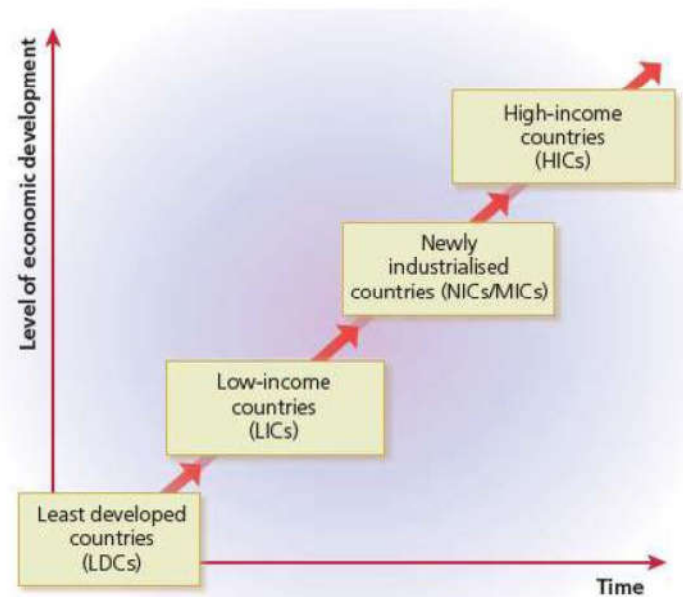 Level of economic development
High-income
countries
(HICs)
Newly
industrialised
countries (NICs/MICs)
Low-income
countries
(LICs)
Least developed
countries
(LDCs)
Time